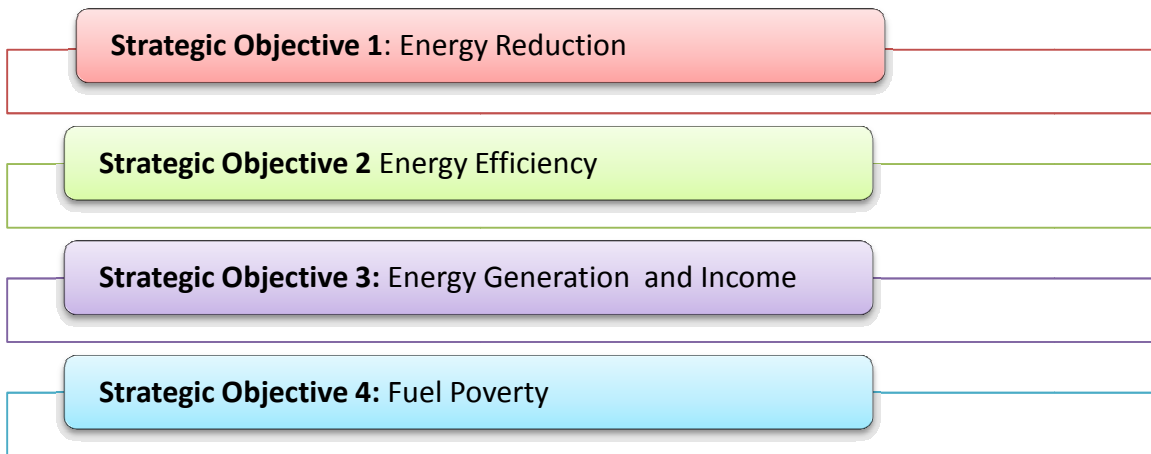 Strategic Objective 1: Energy Reduction
Strategic Objective 2 Energy Efficiency
Strategic Objective 3: Energy Generation  and Income
Strategic Objective 4: Fuel Poverty